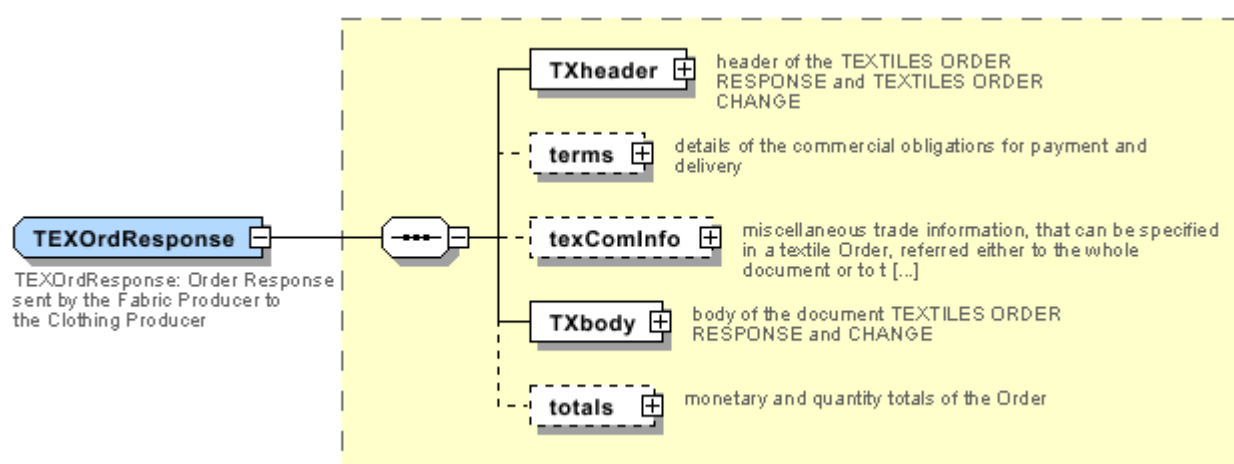 TXheader
header of the TEXTILES ORDER
RESPONSE and TEXTILES ORDER
CHANGE
terms
details of the commercial obligations for payment and
delivery
TEXOrdResponse
TEXOrdResponse: Order Response
sent by the Fabric Producer to
the Clothing Producer
texComInfo
miscellaneous trade information, that can be specified
in a textile Order, referred either to the whole
document or to t [...]
TXbody
body of the document TEXTILES ORDER
RESPONSE and CHANGE
totals
monetary and quantity totals of the Order